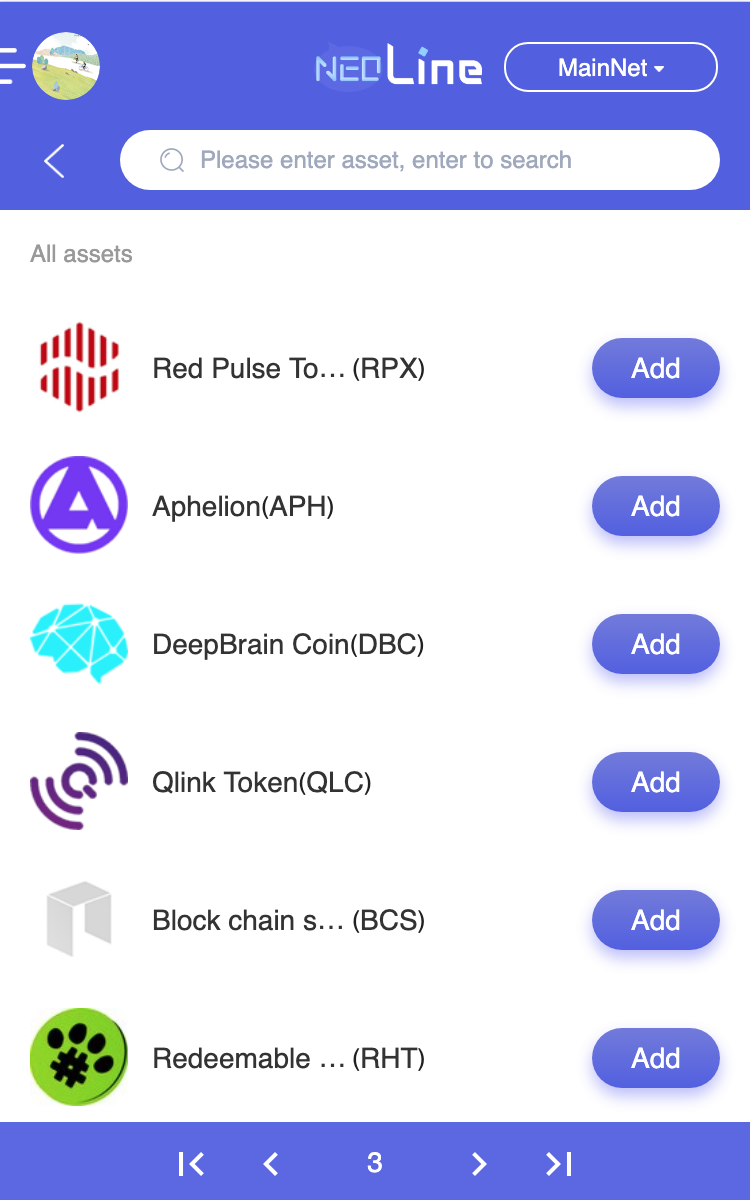 NEOLine
MainNet
Please enter asset, enter to search
All assets
Red Pulse To... (RPX)
Add
Aphelion(APH)
Add
DeepBrain Coin(DBC)
Add
Qlink Token(QLC)
Add
Block chain s... (BCS)
Add
Redeemable ... (RHT)
Add
3